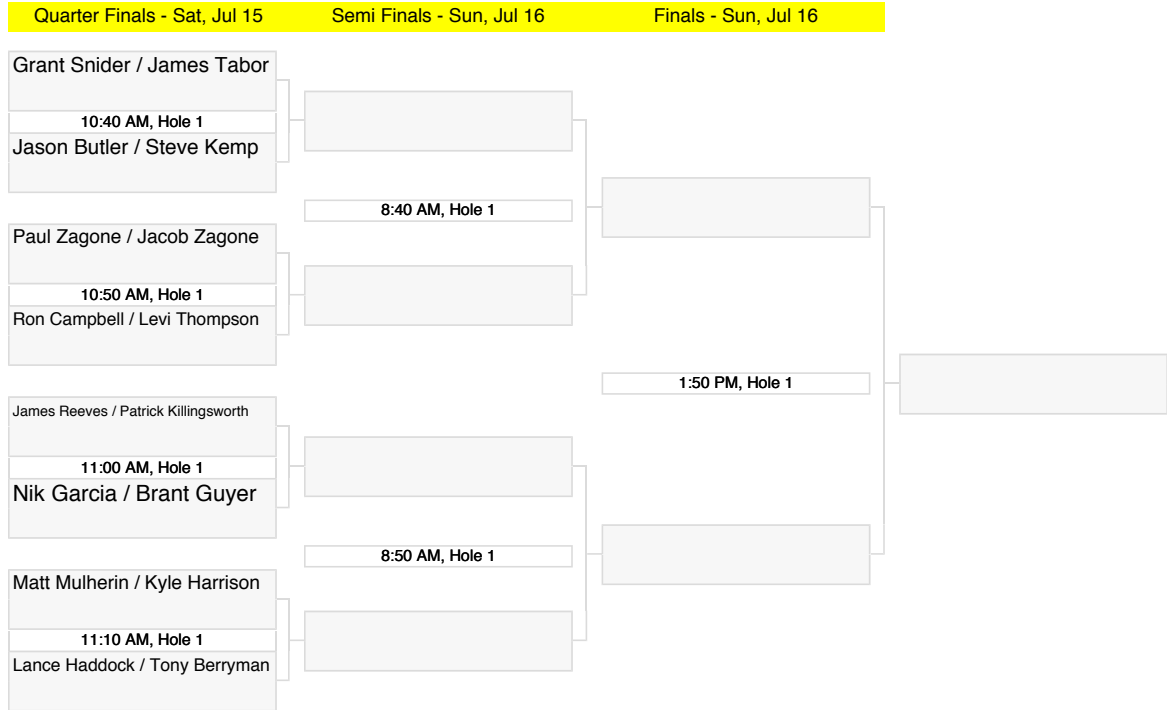 Quarter Finals - Sat, Jul 15
Semi Finals - Sun, Jul 16
Finals - Sun, Jul 16
Grant Snider / James Tabor
10:40 AM, Hole 1
Jason Butler / Steve Kemp
Paul Zagone / Jacob Zagone
10:50 AM, Hole 1
Ron Campbell / Levi Thompson
James Reeves / Patrick Killingsworth
11:00 AM, Hole 1
Nik Garcia / Brant Guyer
Matt Mulherin / Kyle Harrison
11:10 AM, Hole 1
Lance Haddock / Tony Berryman
8:40 AM, Hole 1
8:50 AM, Hole 1
1:50 PM, Hole 1